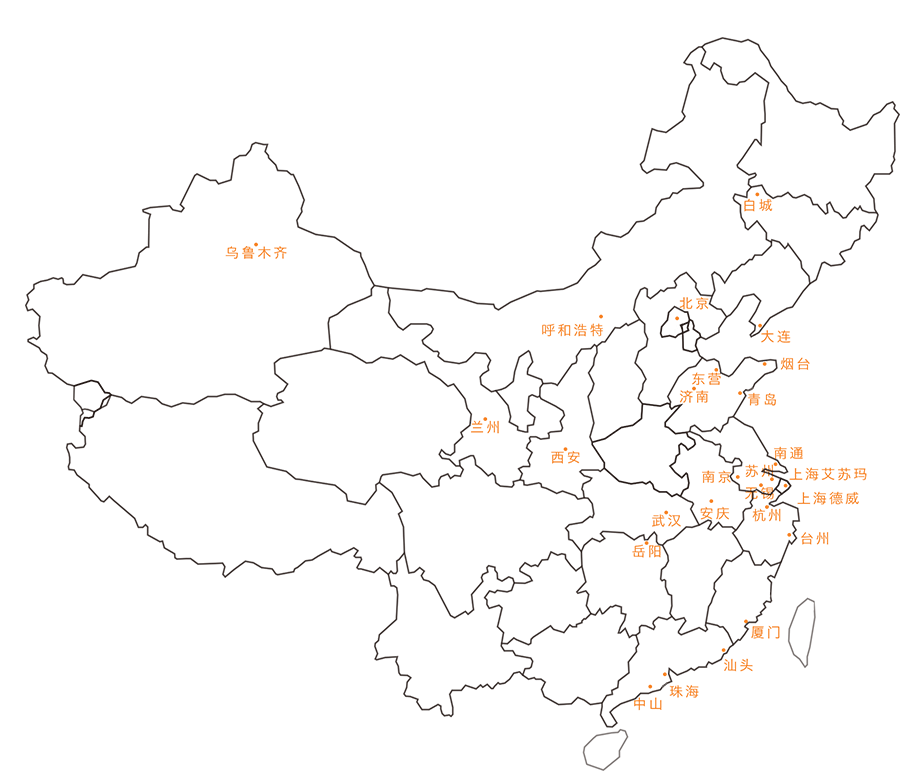 白城
乌鲁木齐
北京
呼和浩特
大连
烟台
东营
济南
青岛
兰州
西安
南通
苏州
上海艾苏玛
南京
无锡
上海德威
安庆
杭州
武汉
台州
岳阳
厦门
汕头
珠海
中山